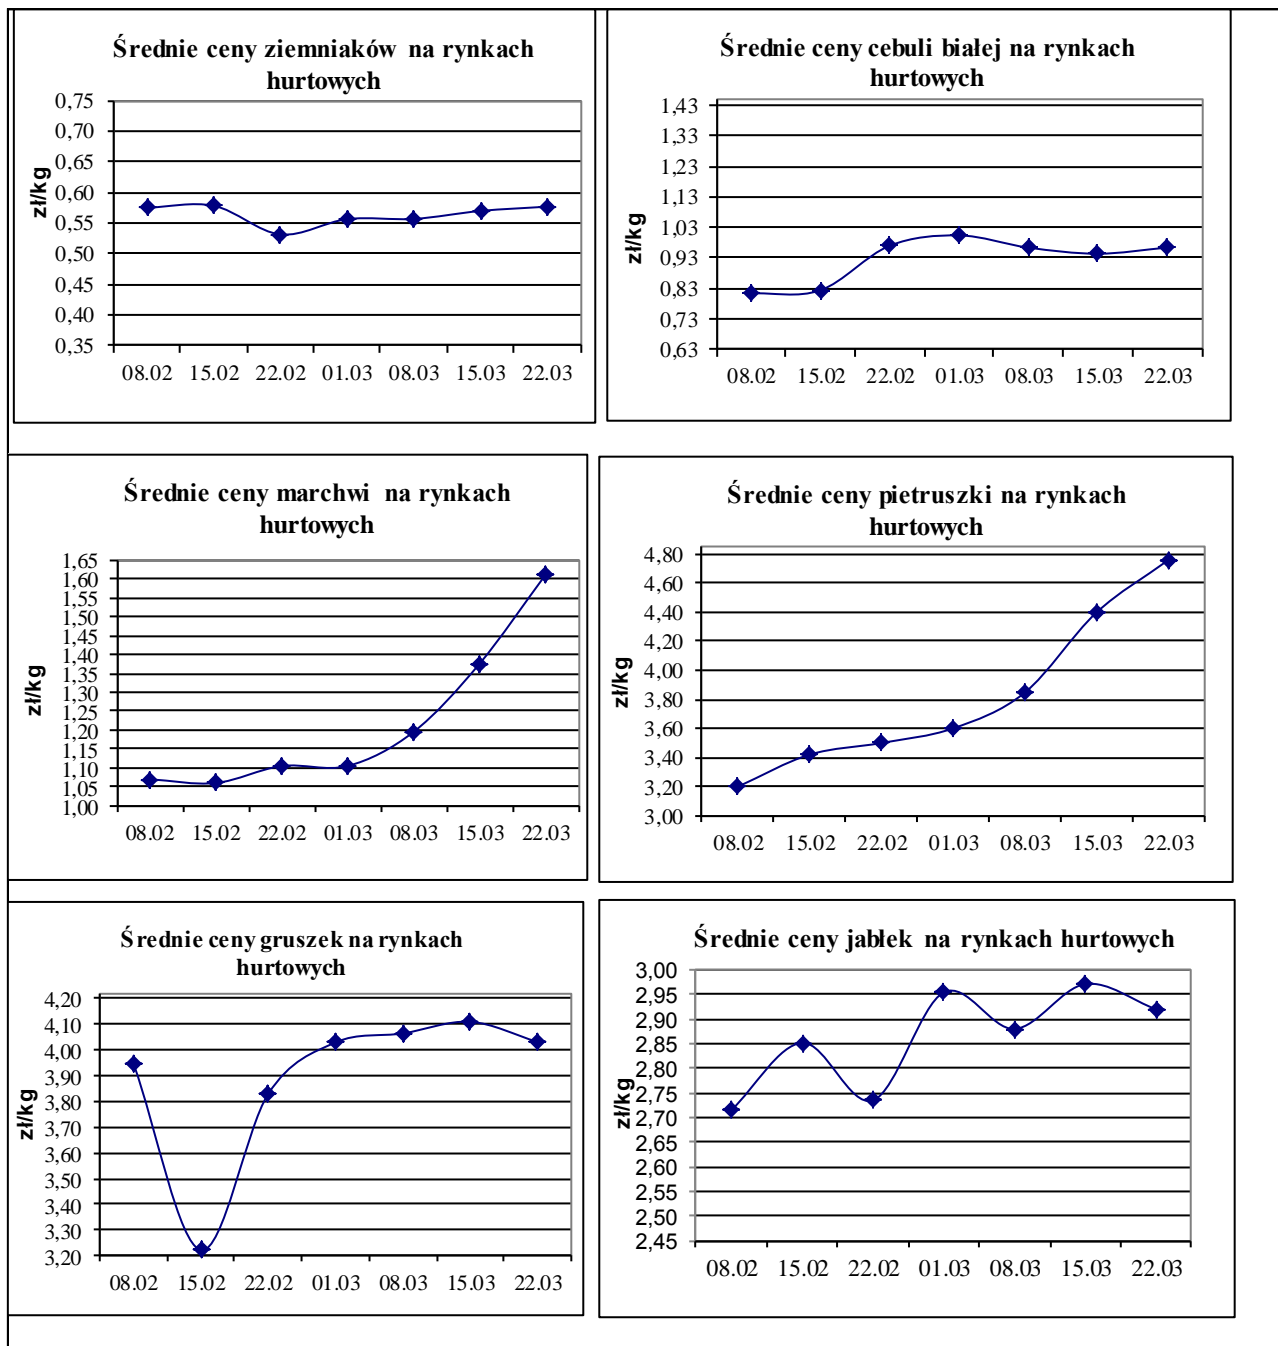 Średnie ceny ziemniaków na rynkach
hurtowych
zł/kg
0,75
0,70
0,65
0,60
0,55
0,50
0,45
0,40
0,35
08.02 15.02 22.02 01.03 08.03 15.03 22.03
Średnie ceny cebuli białej na rynkach
hurtowych
zł/kg
1,43
1,33
1,23
1,13
1,03
0,93
0,83
0,73
0,63
08.02 15.02 22.02 01.03 08.03 15.03 22.03
Średnie ceny marchwi na rynkach
hurtowych
zł/kg
1,65
1,60
1,55
1,50
1,45
1,40
1,35
1,30
1,25
1,20
1,15
1,10
1,05
1,00
08.02 15.02 22.02 01.03 08.03 15.03 22.03
Średnie ceny pietruszki na rynkach
hurtowych
zł/kg
4,80
4,60
4,40
4,20
4,00
3,80
3,60
3,40
3,20
3,00
08.02 15.02 22.02 01.03 08.03 15.03 22.03
Średnie ceny gruszek na rynkach
hurtowych
zł/kg
4,20
4,10
4,00
3,90
3,80
3,70
3,60
3,50
3,40
3,30
3,20
08.02 15.02 22.02 01.03 08.03 15.03 22.03
Średnie ceny jabłek na rynkach hurtowych
zł/kg
3,00
2,95
2,90
2,85
2,80
2,75
2,70
2,65
2,60
2,55
2,50
2,45
08.02 15.02 22.02 01.03 08.03 15.03 22.03